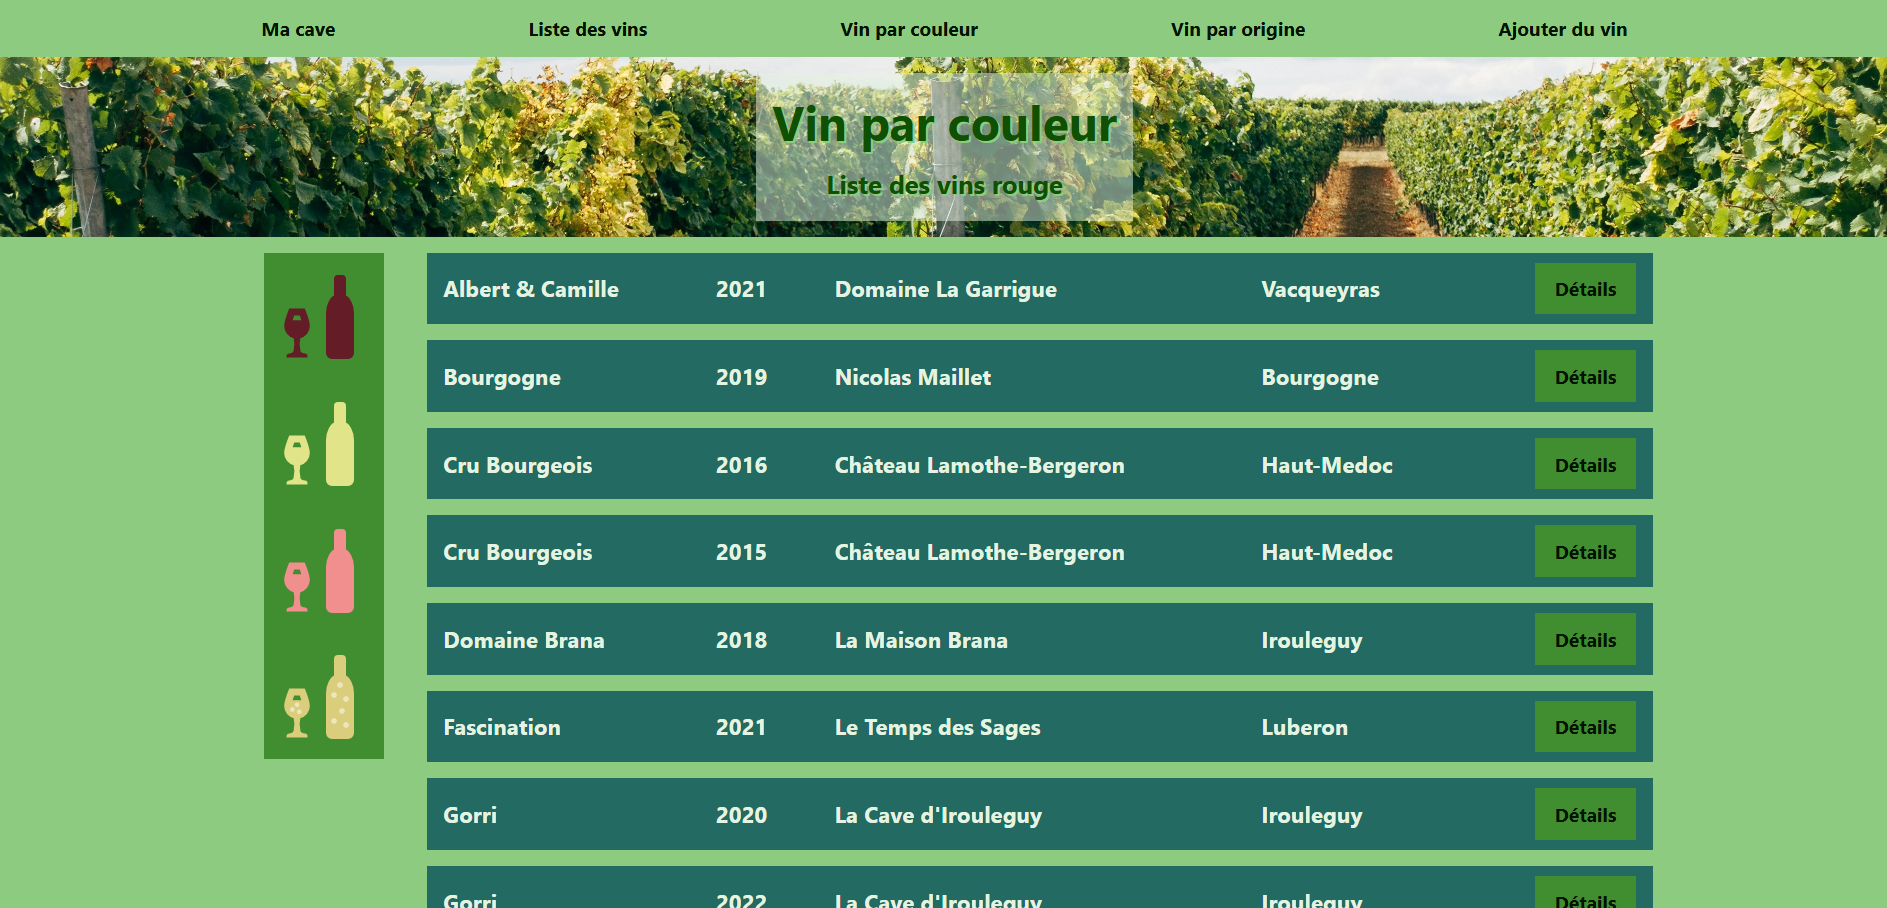 Ma cave Liste des vins Vin par couleur Vin par origine Ajouter du vin
Vin par couleur
Liste des vins rouge
Albert & Camille 2021 Domaine La Garrigue Vacqueyras Détails
Bourgogne 2019 Nicolas Maillet Bourgogne Détails
Cru Bourgeois 2016 Château Lamothe-Bergeron Haut-Medoc Détails
Cru Bourgeois 2015 Château Lamothe-Bergeron Haut-Medoc Détails
Domaine Brana 2018 La Maison Brana Irouleguy Détails
Fascination 2021 Le Temps des Sages Luberon Détails
Gorri 2020 La Cave d'Irouleguy Irouleguy Détails
Gorri 2022 La Cave d'Irouleguy Irouleguy Détails